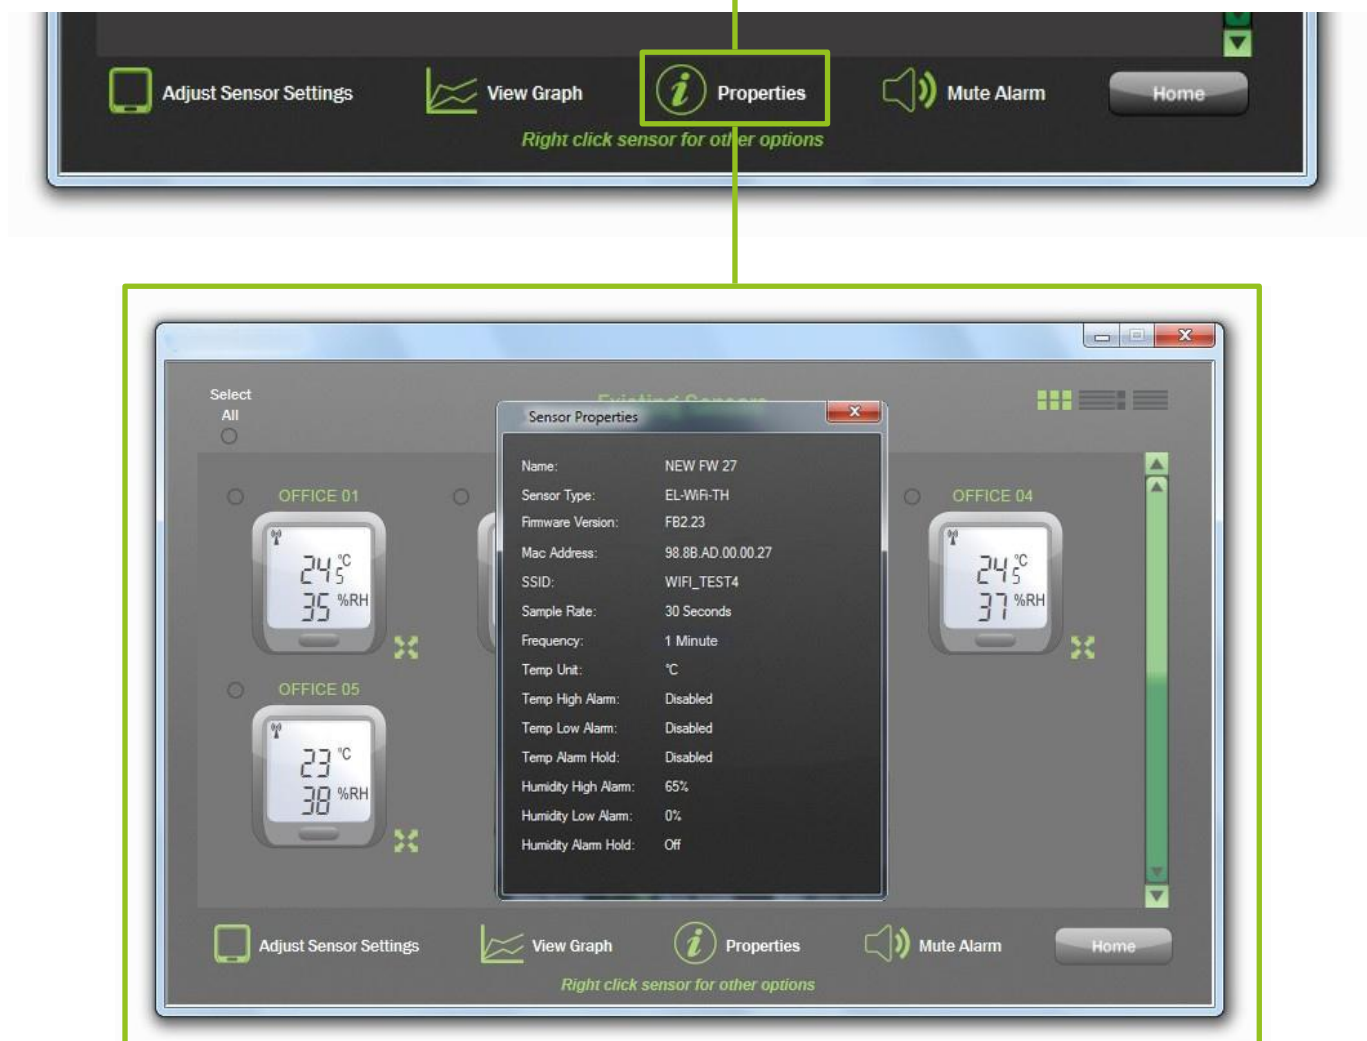 Adjust Sensor Settings View Graph i Properties Mute Alarm Home
Right click sensor for other options
Select
All
Existing Sensors
X
Sensor Properties
X
Name: NEW FW 27
Sensor Type: EL-WiFi-TH
Firmware Version: FB2.23
Mac Address: 98.8B.AD.00.00.27
SSID: WIFI_TEST4
Sample Rate: 30 Seconds
Frequency: 1 Minute
Temp Unit: °C
Temp High Alarm: Disabled
Temp Low Alarm: Disabled
Temp Alarm Hold: Disabled
Humidity High Alarm: 65%
Humidity Low Alarm: 0%
Humidity Alarm Hold: Off
OFFICE 01
24.5 °C
35 %RH
OFFICE 04
24.5 °C
37 %RH
OFFICE 05
23 °C
38 %RH
Adjust Sensor Settings View Graph i Properties Mute Alarm Home
Right click sensor for other options